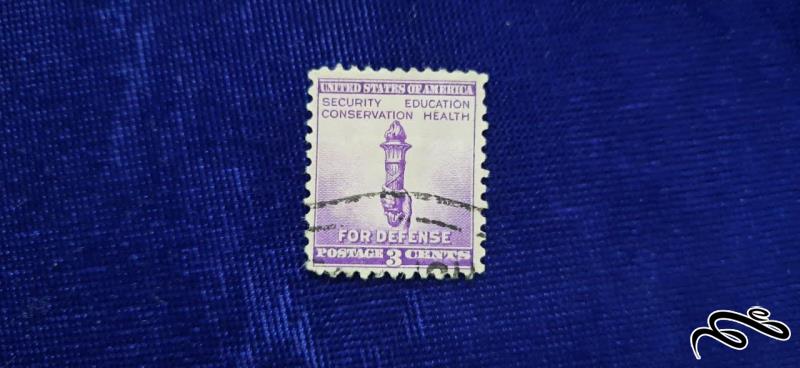 UNITED STATES OF AMERICA
SECURITY EDUCATION
CONSERVATION HEALTH
FOR DEFENSE
POSTAGE 3 CENTS